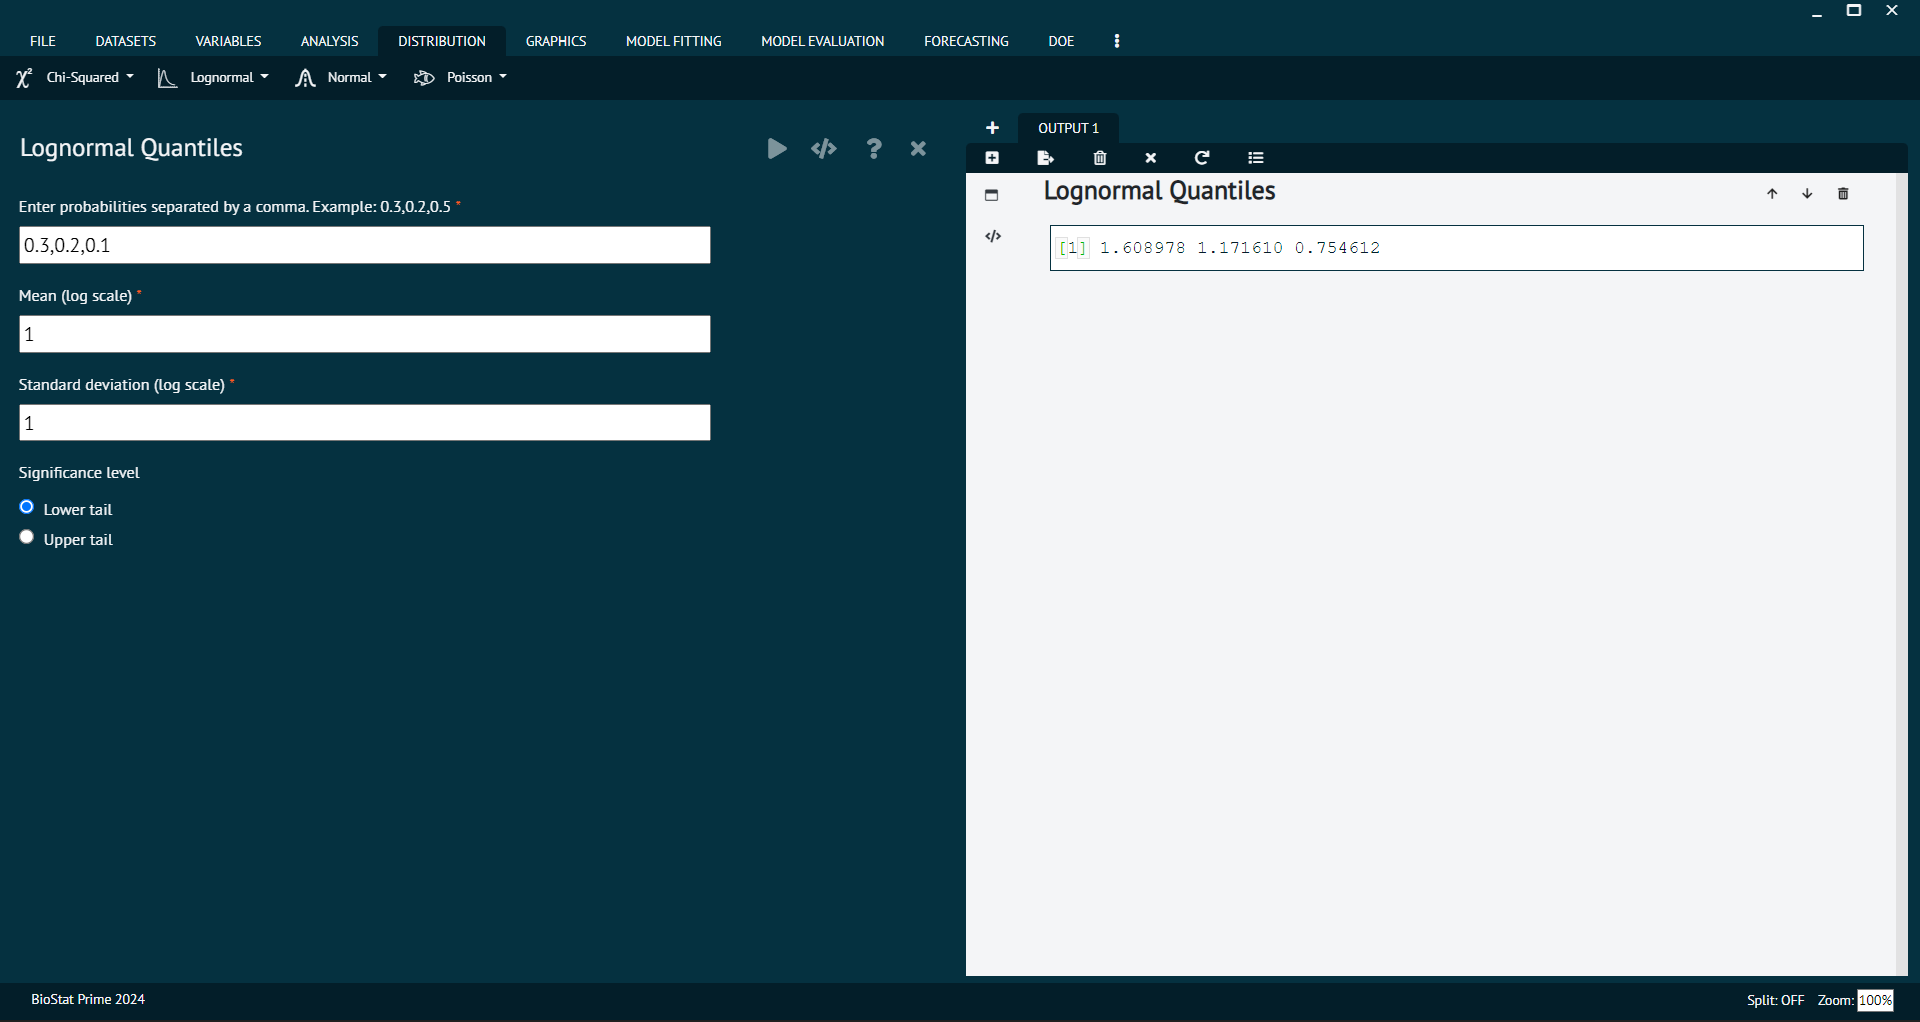 FILE DATASETS VARIABLES ANALYSIS DISTRIBUTION GRAPHICS MODEL FITTING MODEL EVALUATION FORECASTING DOE
χ² Chi-Squared Lognormal Normal Poisson
Lognormal Quantiles
Enter probabilities separated by a comma. Example: 0.3,0.2,0.5 *
0.3,0.2,0.1
Mean (log scale) *
1
Standard deviation (log scale) *
1
Significance level
Lower tail
Upper tail
OUTPUT 1
Lognormal Quantiles
[1] 1.608978 1.171610 0.754612
BioStat Prime 2024
Split: OFF Zoom: 100%